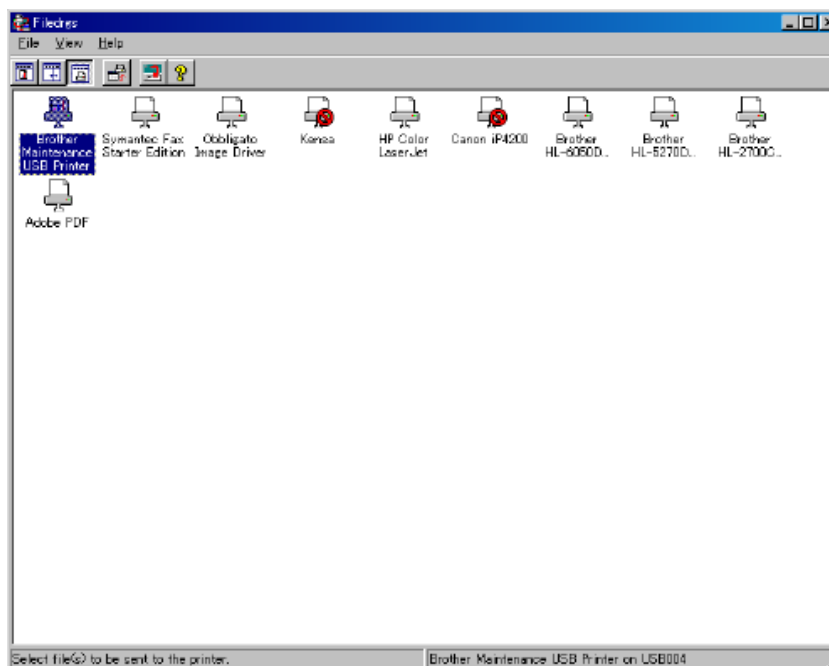 Filedrgs
File View Help
Brother Maintenance USB Printer
Symantec Fax Starter Edition
Obbligato Image Driver
Kensa
HP Color LaserJet
Canon iP4200
Brother HL-6050D...
Brother HL-5270D...
Brother HL-2700C...
Adobe PDF
Select file(s) to be sent to the printer.
Brother Maintenance USB Printer on USB004